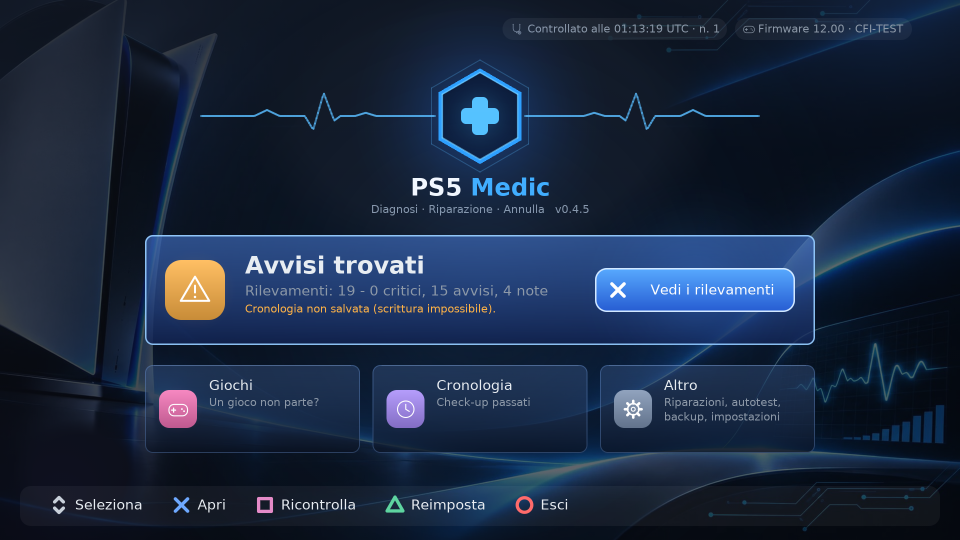 Controllato alle 01:13:19 UTC · n. 1
Firmware 12.00 · CFI-TEST
PS5 Medic
Diagnosi · Riparazione · Annulla v0.4.5
Avvisi trovati
Rilevamenti: 19 - 0 critici, 15 avvisi, 4 note
Cronologia non salvata (scrittura impossibile).
Vedi i rilevamenti
Giochi
Un gioco non parte?
Cronologia
Check-up passati
Altro
Riparazioni, autotest,
backup, impostazioni
Seleziona
Apri
Ricontrolla
Reimposta
Esci